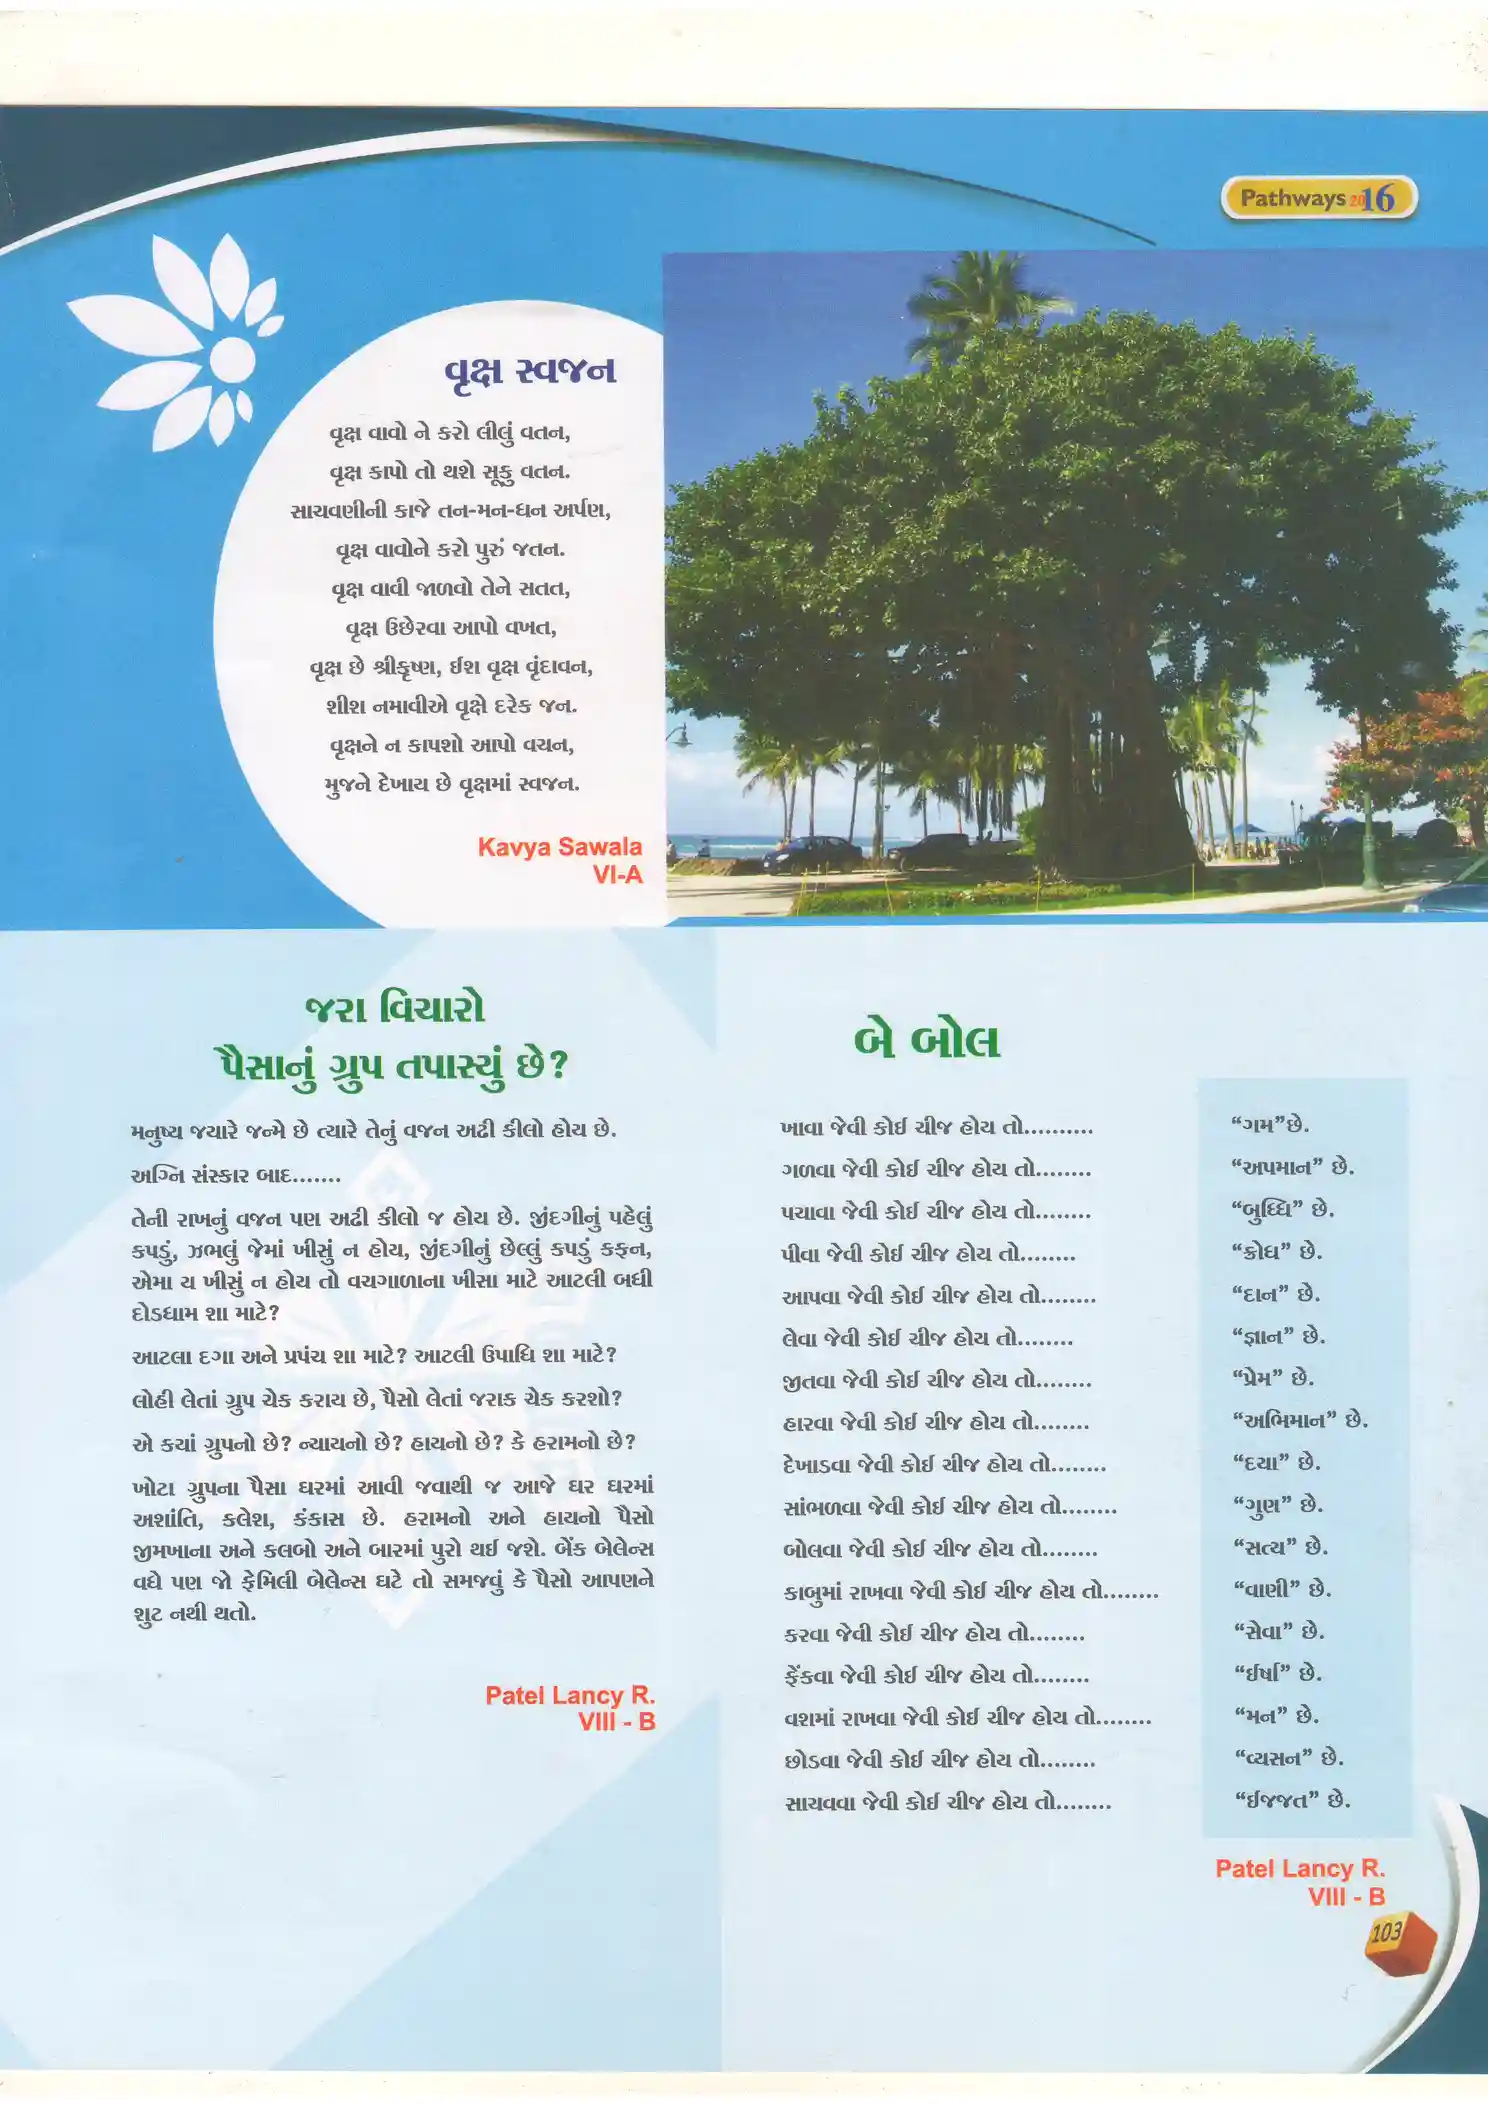 Pathways 2016
વૃક્ષ સ્વજન
વૃક્ષ વાવો ને કરો લીલું વતન,
વૃક્ષ કાપો તો થશે સૂકુ વતન.
સાચવણીની કાજે તન-મન-ધન અર્પણ,
વૃક્ષ વાવોને કરો પુરું જતન.
વૃક્ષ વાવી જાળવો તેને સતત,
વૃક્ષ ઉછેરવા આપો વખત,
વૃક્ષ છે શ્રીકૃષ્ણ, ઈશ વૃક્ષ વૃંદાવન,
શીશ નમાવીએ વૃક્ષે દરેક જન.
વૃક્ષને ન કાપશો આપો વચન,
મુજને દેખાય છે વૃક્ષમાં સ્વજન.
Kavya Sawala
VI-A
જરા વિચારો
પૈસાનું ગ્રુપ તપાસ્યું છે?
મનુષ્ય જયારે જન્મે છે ત્યારે તેનું વજન અઢી કીલો હોય છે.
અગ્નિ સંસ્કાર બાદ.......
તેની રાખનું વજન પણ અઢી કીલો જ હોય છે. જીંદગીનું પહેલું
કપડું, ઝભલું જેમાં ખીસું ન હોય, જીંદગીનું છેલ્લું કપડું કફન,
એમા ય ખીસું ન હોય તો વચગાળાના ખીસા માટે આટલી બધી
દોડધામ શા માટે?
આટલા દગા અને પ્રપંચ શા માટે? આટલી ઉપાધિ શા માટે?
લોહી લેતાં ગ્રુપ ચેક કરાય છે, પૈસો લેતાં જરાક ચેક કરશો?
એ કયાં ગ્રુપનો છે? ન્યાયનો છે? હાયનો છે? કે હરામનો છે?
ખોટા ગ્રુપના પૈસા ઘરમાં આવી જવાથી જ આજે ઘર ઘરમાં
અશાંતિ, કલેશ, કંકાસ છે. હરામનો અને હાયનો પૈસો
જીમખાના અને કલબો અને બારમાં પુરો થઈ જશે. બેંક બેલેન્સ
વધે પણ જો ફેમિલી બેલેન્સ ઘટે તો સમજવું કે પૈસો આપણને
શુટ નથી થતો.
Patel Lancy R.
VIII - B
બે બોલ
ખાવા જેવી કોઈ ચીજ હોય તો.......... “ગમ”છે.
ગળવા જેવી કોઈ ચીજ હોય તો........ “અપમાન” છે.
પચાવા જેવી કોઈ ચીજ હોય તો........ “બુધ્ધિ” છે.
પીવા જેવી કોઈ ચીજ હોય તો........ “ક્રોધ” છે.
આપવા જેવી કોઈ ચીજ હોય તો........ “દાન” છે.
લેવા જેવી કોઈ ચીજ હોય તો........ “જ્ઞાન” છે.
જીતવા જેવી કોઈ ચીજ હોય તો........ “પ્રેમ” છે.
હારવા જેવી કોઈ ચીજ હોય તો........ “અભિમાન” છે.
દેખાડવા જેવી કોઈ ચીજ હોય તો........ “દયા” છે.
સાંભળવા જેવી કોઈ ચીજ હોય તો........ “ગુણ” છે.
બોલવા જેવી કોઈ ચીજ હોય તો........ “સત્ય” છે.
કાબુમાં રાખવા જેવી કોઈ ચીજ હોય તો........ “વાણી” છે.
કરવા જેવી કોઈ ચીજ હોય તો........ “સેવા” છે.
ફેંકવા જેવી કોઈ ચીજ હોય તો........ “ઈર્ષા” છે.
વશમાં રાખવા જેવી કોઈ ચીજ હોય તો........ “મન” છે.
છોડવા જેવી કોઈ ચીજ હોય તો........ “વ્યસન” છે.
સાચવવા જેવી કોઈ ચીજ હોય તો........ “ઈજ્જત” છે.
Patel Lancy R.
VIII - B
103